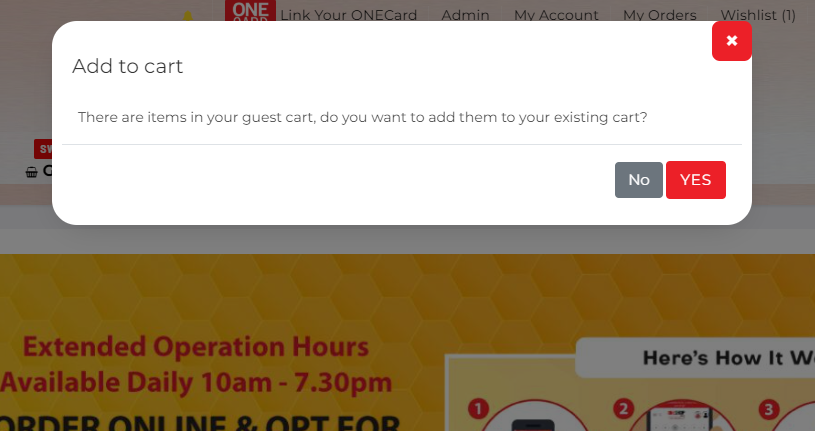 ONE
CARD
Link Your ONECard
Admin
My Account
My Orders
Wishlist (1)
Add to cart
There are items in your guest cart, do you want to add them to your existing cart?
No
YES
Extended Operation Hours
Available Daily 10am - 7.30pm
ORDER ONLINE & OPT FOR
Here's How It
1
2
3